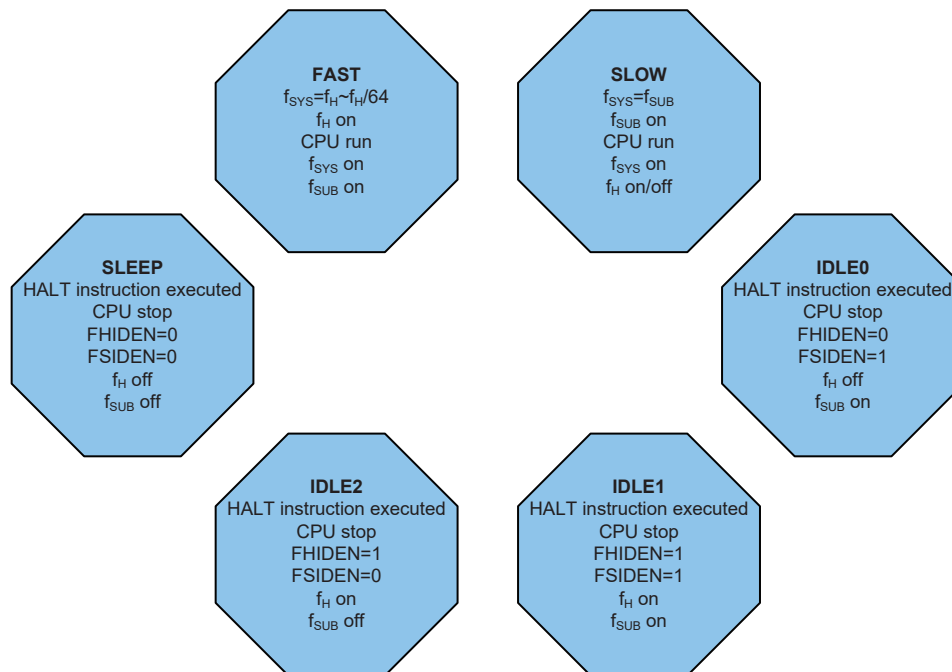 FAST
fSYS=fH~fH/64
fH on
CPU run
fSYS on
fSUB on
SLOW
fSYS=fSUB
fSUB on
CPU run
fSYS on
fH on/off
SLEEP
HALT instruction executed
CPU stop
FHIDEN=0
FSIDEN=0
fH off
fSUB off
IDLE0
HALT instruction executed
CPU stop
FHIDEN=0
FSIDEN=1
fH off
fSUB on
IDLE2
HALT instruction executed
CPU stop
FHIDEN=1
FSIDEN=0
fH on
fSUB off
IDLE1
HALT instruction executed
CPU stop
FHIDEN=1
FSIDEN=1
fH on
fSUB on